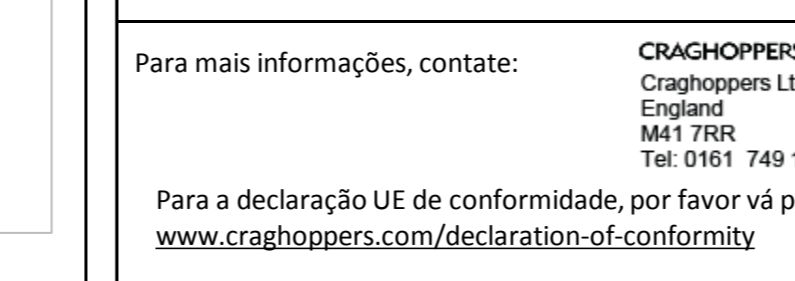 Para mais informações, contate:
CRAGHOPPERS
Craghoppers
England
M41 7RR
Tel: 0161 749
Para a declaração UE de conformidade, por favor vá
www.craghoppers.com/declaration-of-conformity